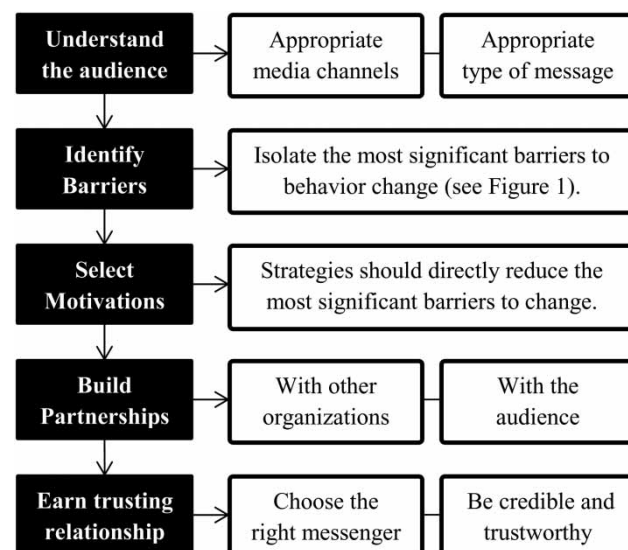 Understand
the audience
Appropriate
media channels
Appropriate
type of message
Identify
Barriers
Isolate the most significant barriers to
behavior change (see Figure 1).
Select
Motivations
Strategies should directly reduce the
most significant barriers to change.
Build
Partnerships
With other
organizations
With the
audience
Earn trusting
relationship
Choose the
right messenger
Be credible and
trustworthy